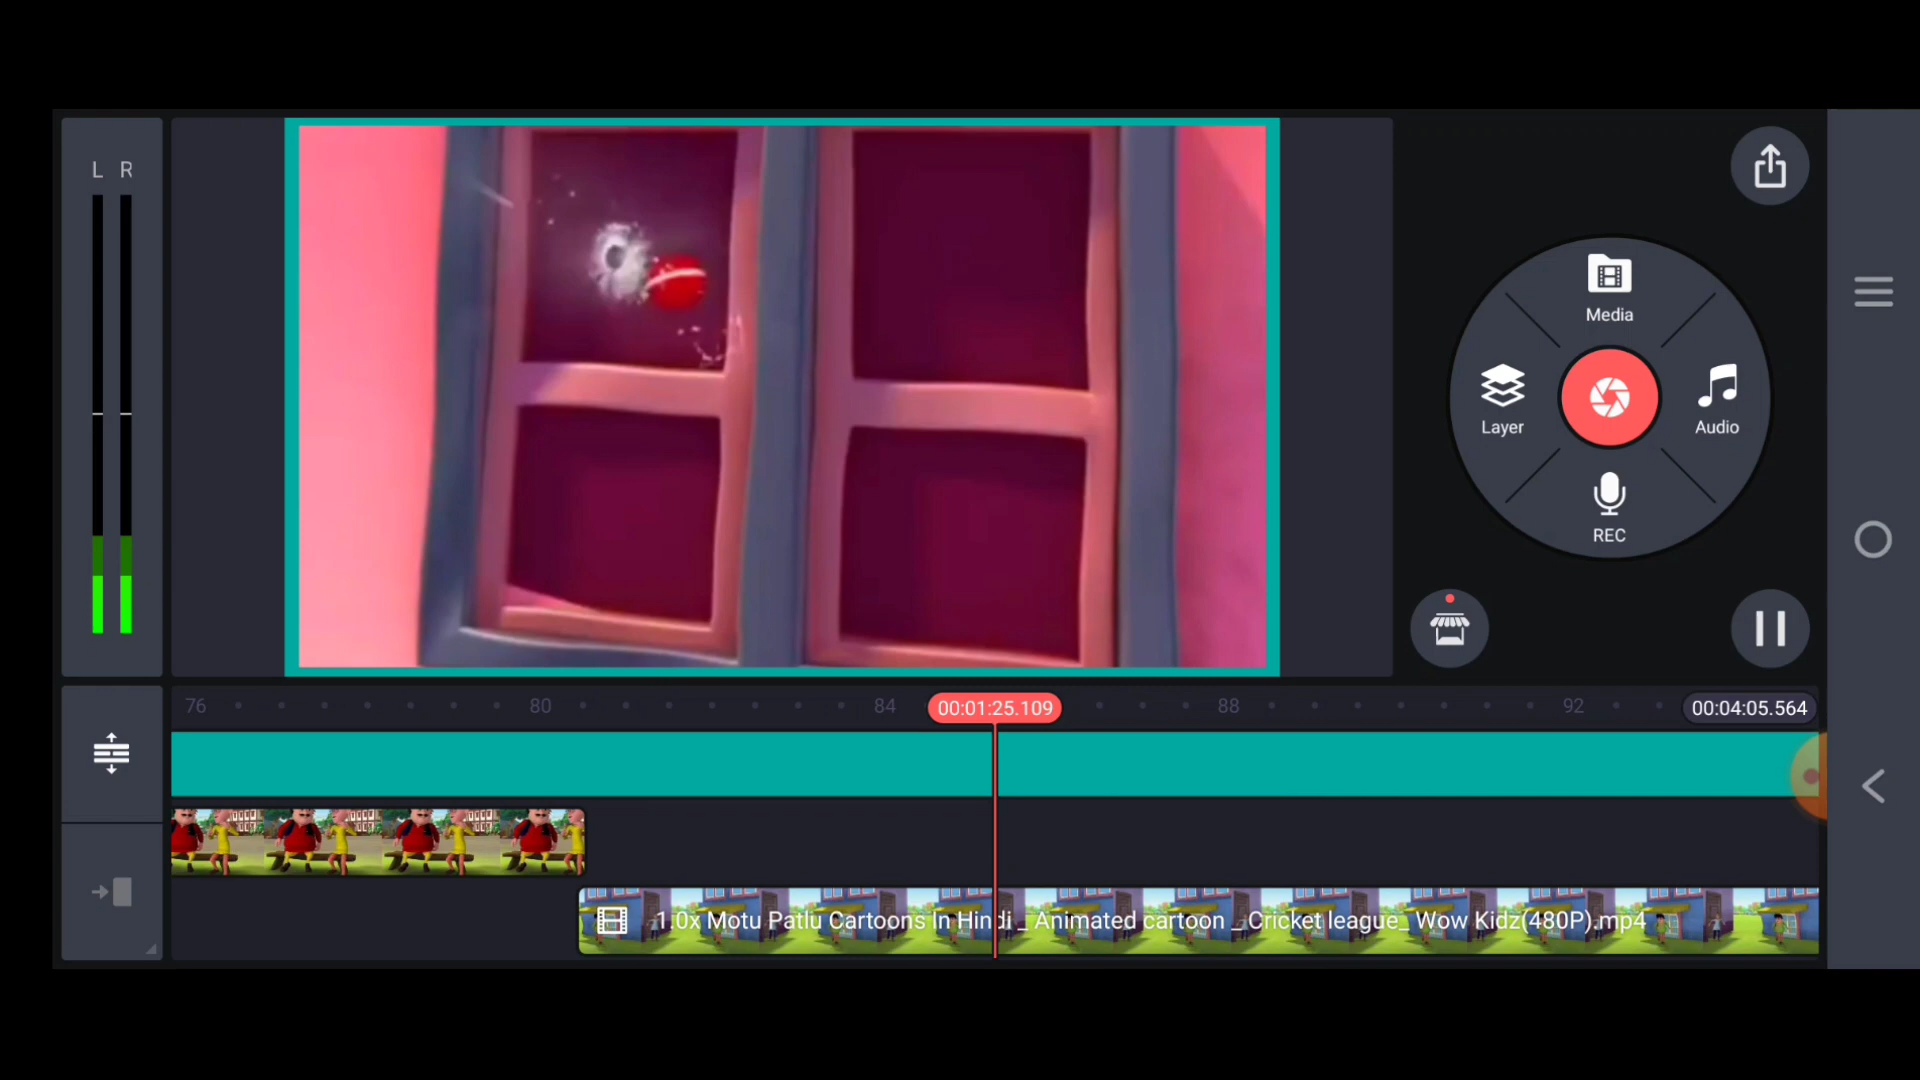 L R
Media
Layer
Audio
REC
76
80
84
00:01:25.109
88
92
00:04:05.564
1.0x Motu Patlu Cartoons In Hindi _ Animated cartoon _Cricket league_ Wow Kidz(480P).mp4